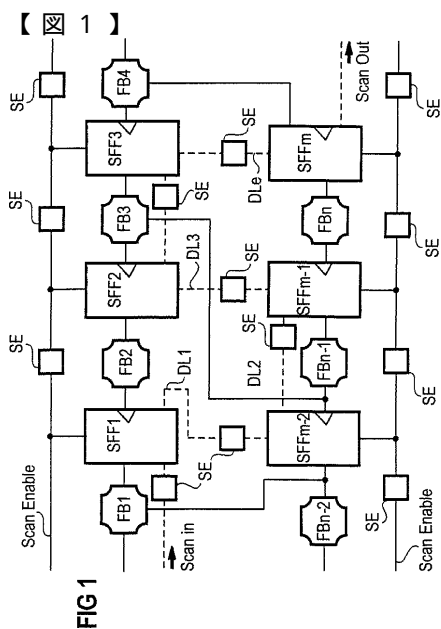 【 図 1 】
FIG 1
Scan Enable
SE
SE
SE
FB1
SFF1
FB2
SFF2
FB3
SFF3
FB4
Scan in
SE
DL1
DL3
SE
SE
SE
SE
DLe
DL2
SE
Scan Out
FBn-2
SFFm-2
FBn-1
SFFm-1
FBn
SFFm
Scan Enable
SE
SE
SE
SE